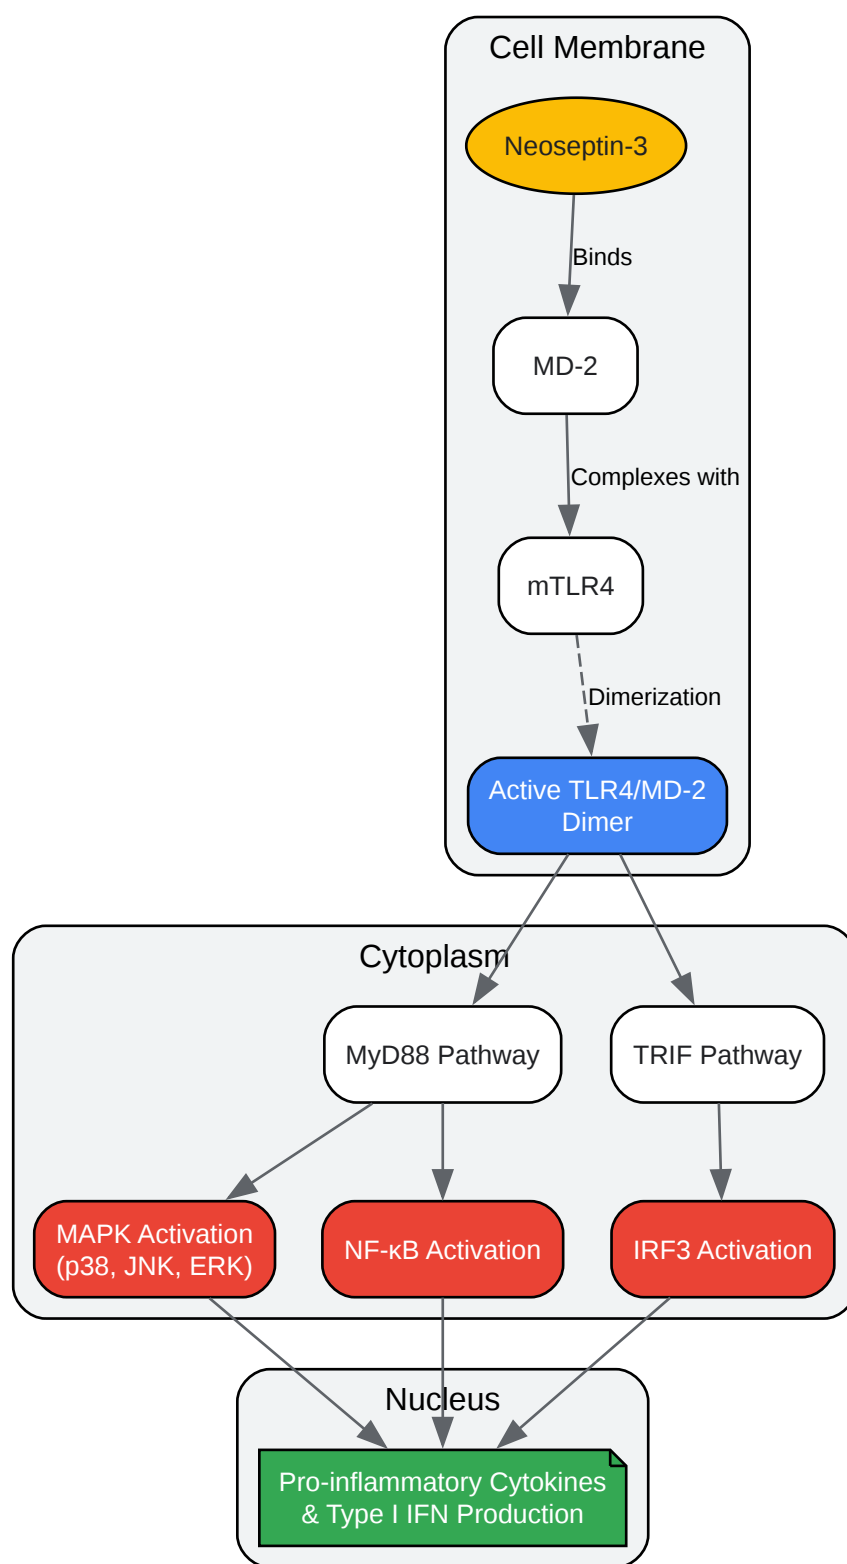 Cell Membrane
Neoseptin-3
Binds
MD-2
Complexes with
mTLR4
Dimerization
Active TLR4/MD-2
Dimer
Cytoplasm
MyD88 Pathway
TRIF Pathway
MAPK Activation
(p38, JNK, ERK)
NF-κB Activation
IRF3 Activation
Nucleus
Pro-inflammatory Cytokines
& Type I IFN Production